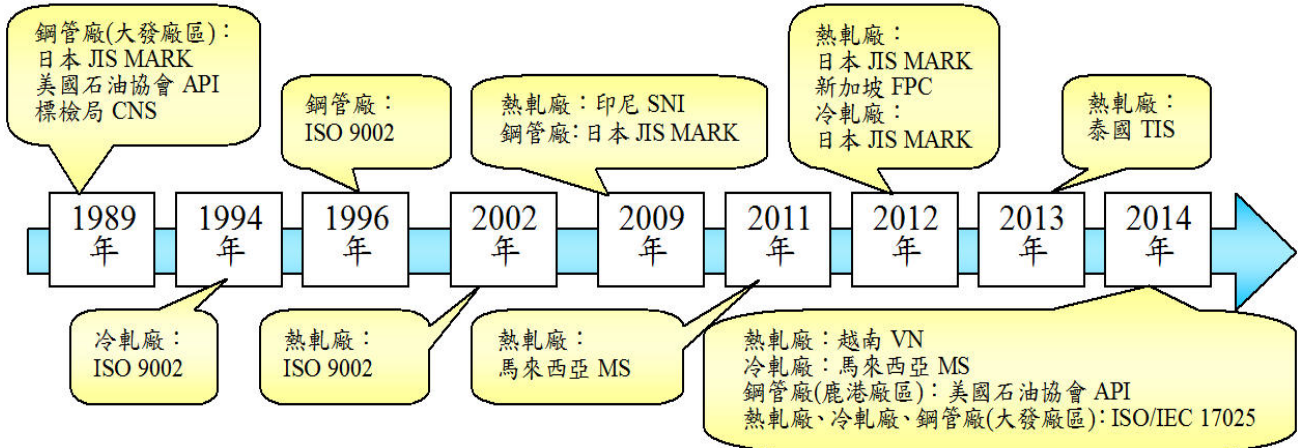 鋼管廠(大發廠區)：
日本 JIS MARK
美國石油協會 API
標檢局 CNS
鋼管廠：
ISO 9002
熱軋廠：印尼 SNI
鋼管廠：日本 JIS MARK
熱軋廠：
日本 JIS MARK
新加坡 FPC
冷軋廠：
日本 JIS MARK
熱軋廠：
泰國 TIS
1989
年
1994
年
1996
年
2002
年
2009
年
2011
年
2012
年
2013
年
2014
年
冷軋廠：
ISO 9002
熱軋廠：
ISO 9002
熱軋廠：
馬來西亞 MS
熱軋廠：越南 VN
冷軋廠：馬來西亞 MS
鋼管廠(鹿港廠區)：美國石油協會 API
熱軋廠、冷軋廠、鋼管廠(大發廠區)：ISO/IEC 17025